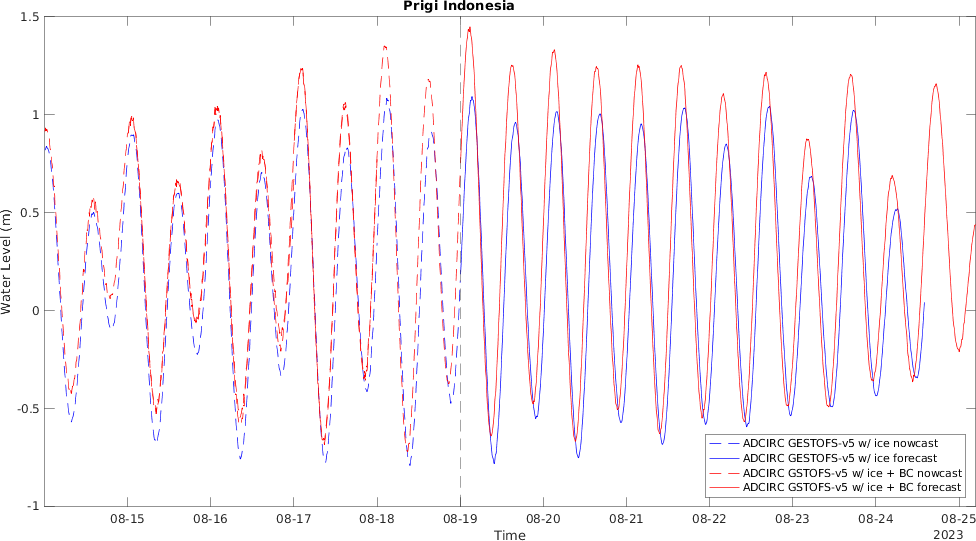 Prigi Indonesia
1.5
1
0.5
0
-0.5
-1
Water Level (m)
ADCIRC GESTOFS-v5 w/ ice nowcast
ADCIRC GESTOFS-v5 w/ ice forecast
ADCIRC GSTOFS-v5 w/ ice + BC nowcast
ADCIRC GSTOFS-v5 w/ ice + BC forecast
08-15 08-16 08-17 08-18 08-19 08-20 08-21 08-22 08-23 08-24 08-25
Time
2023